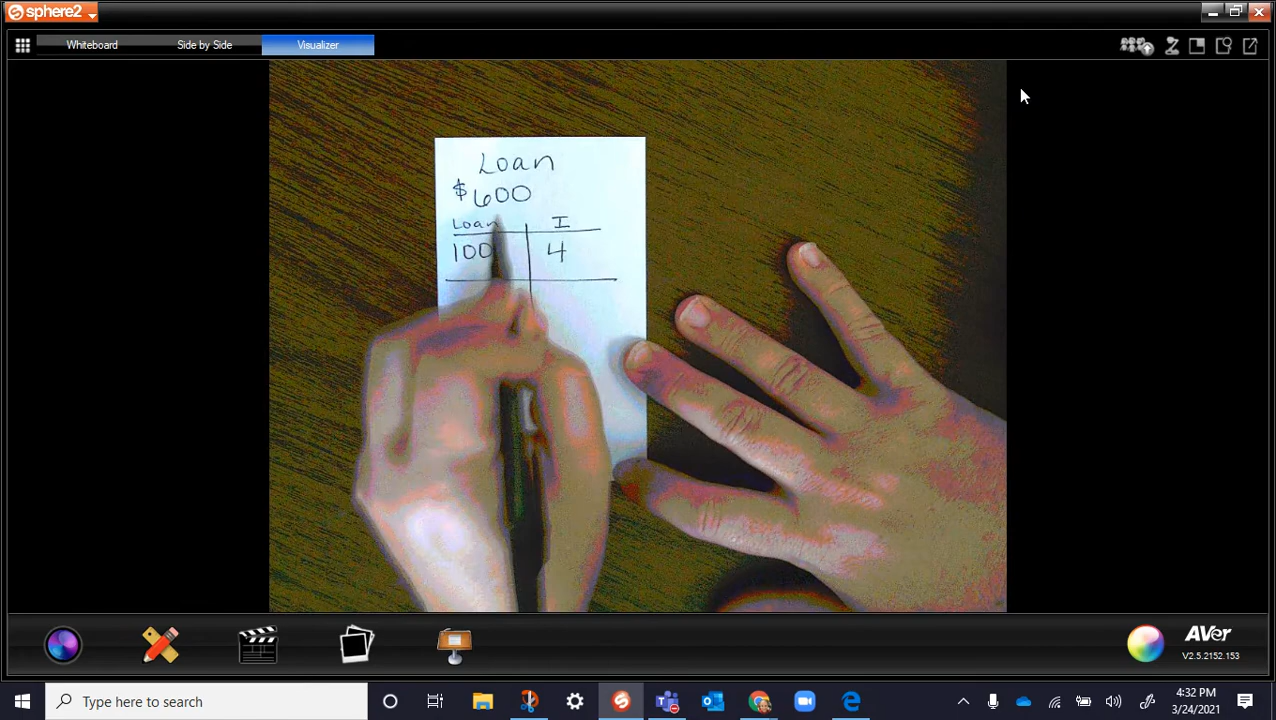 sphere2
Whiteboard Side by Side Visualizer
Loan
$600
Loan I
100 4
AVer
V2.5.2152.153
Type here to search
4:32 PM
3/24/2021